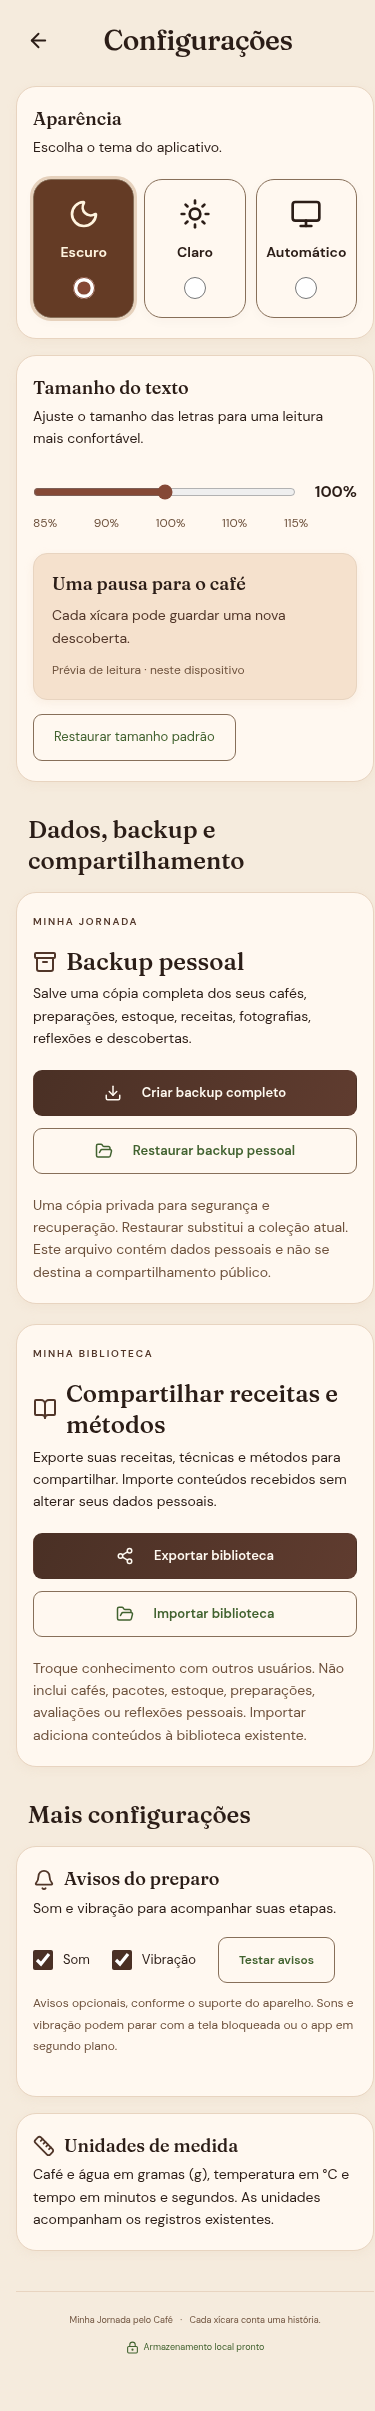 Configurações
Aparência
Escolha o tema do aplicativo.
Escuro
Claro
Automático
Tamanho do texto
Ajuste o tamanho das letras para uma leitura
mais confortável.
100%
85% 90% 100% 110% 115%
Uma pausa para o café
Cada xícara pode guardar uma nova
descoberta.
Prévia de leitura · neste dispositivo
Restaurar tamanho padrão
Dados, backup e
compartilhamento
MINHA JORNADA
Backup pessoal
Salve uma cópia completa dos seus cafés,
preparações, estoque, receitas, fotografias,
reflexões e descobertas.
Criar backup completo
Restaurar backup pessoal
Uma cópia privada para segurança e
recuperação. Restaurar substitui a coleção atual.
Este arquivo contém dados pessoais e não se
destina a compartilhamento público.
MINHA BIBLIOTECA
Compartilhar receitas e
métodos
Exporte suas receitas, técnicas e métodos para
compartilhar. Importe conteúdos recebidos sem
alterar seus dados pessoais.
Exportar biblioteca
Importar biblioteca
Troque conhecimento com outros usuários. Não
inclui cafés, pacotes, estoque, preparações,
avaliações ou reflexões pessoais. Importar
adiciona conteúdos à biblioteca existente.
Mais configurações
Avisos do preparo
Som e vibração para acompanhar suas etapas.
Som
Vibração
Testar avisos
Avisos opcionais, conforme o suporte do aparelho. Sons e
vibração podem parar com a tela bloqueada ou o app em
segundo plano.
Unidades de medida
Café e água em gramas (g), temperatura em °C e
tempo em minutos e segundos. As unidades
acompanham os registros existentes.
Minha Jornada pelo Café · Cada xícara conta uma história.
Armazenamento local pronto